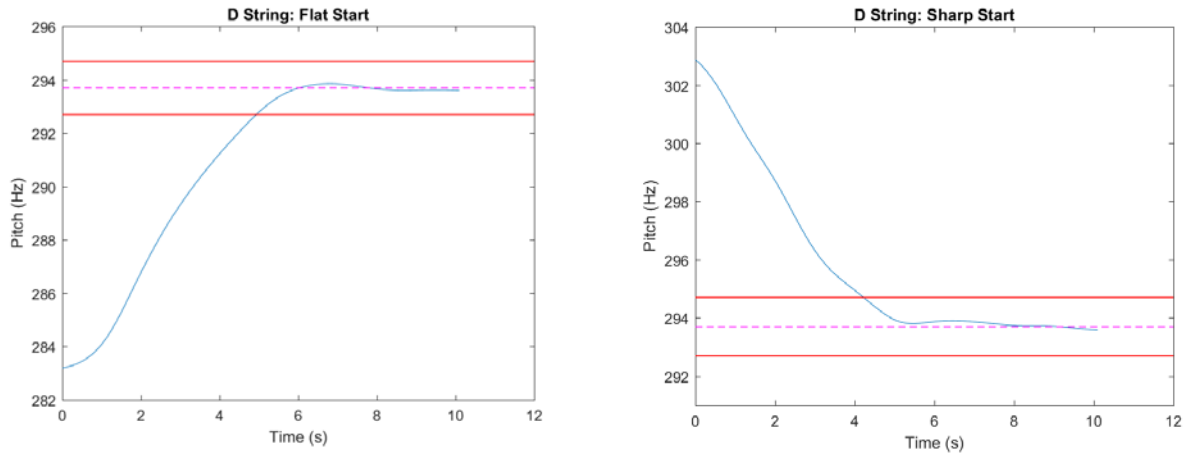 D String: Flat Start
296
294
292
290
288
286
284
282
Pitch (Hz)
0 2 4 6 8 10 12
Time (s)
D String: Sharp Start
304
302
300
298
296
294
292
Pitch (Hz)
0 2 4 6 8 10 12
Time (s)